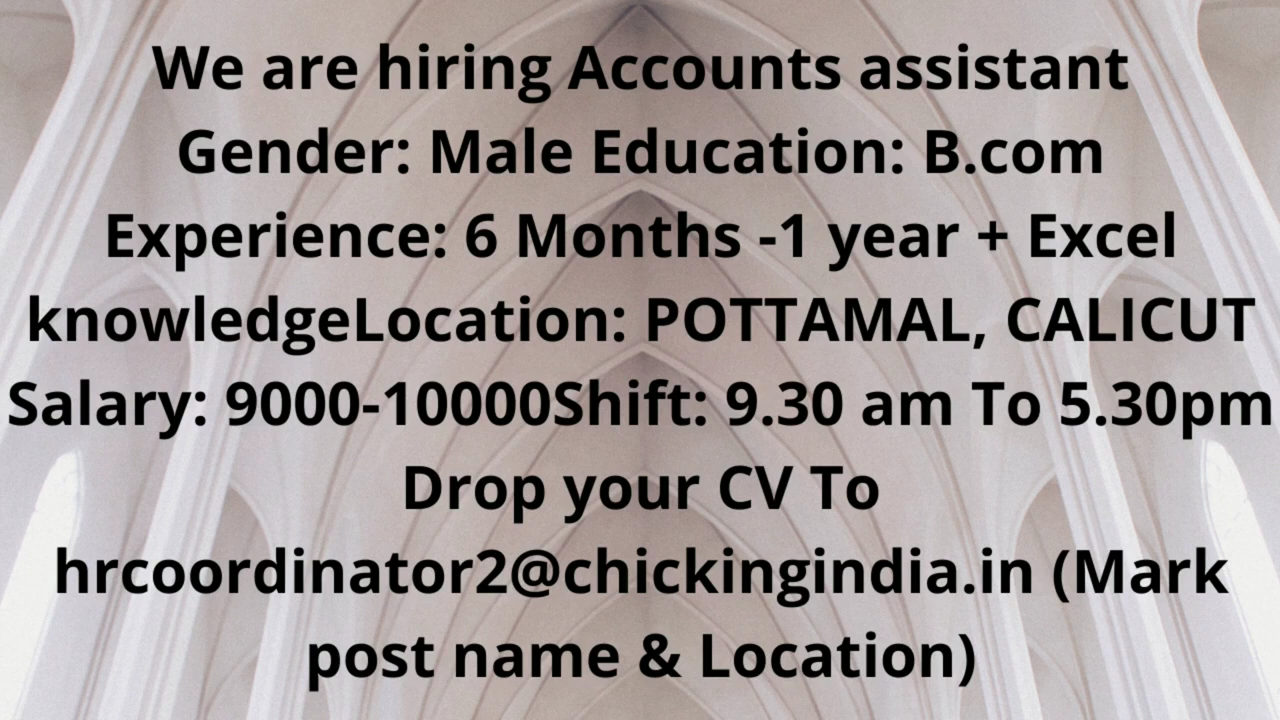 We are hiring Accounts assistant
Gender: Male Education: B.com
Experience: 6 Months -1 year + Excel
knowledgeLocation: POTTAMAL, CALICUT
Salary: 9000-10000Shift: 9.30 am To 5.30pm
Drop your CV To
hrcoordinator2@chickingindia.in (Mark
post name & Location)